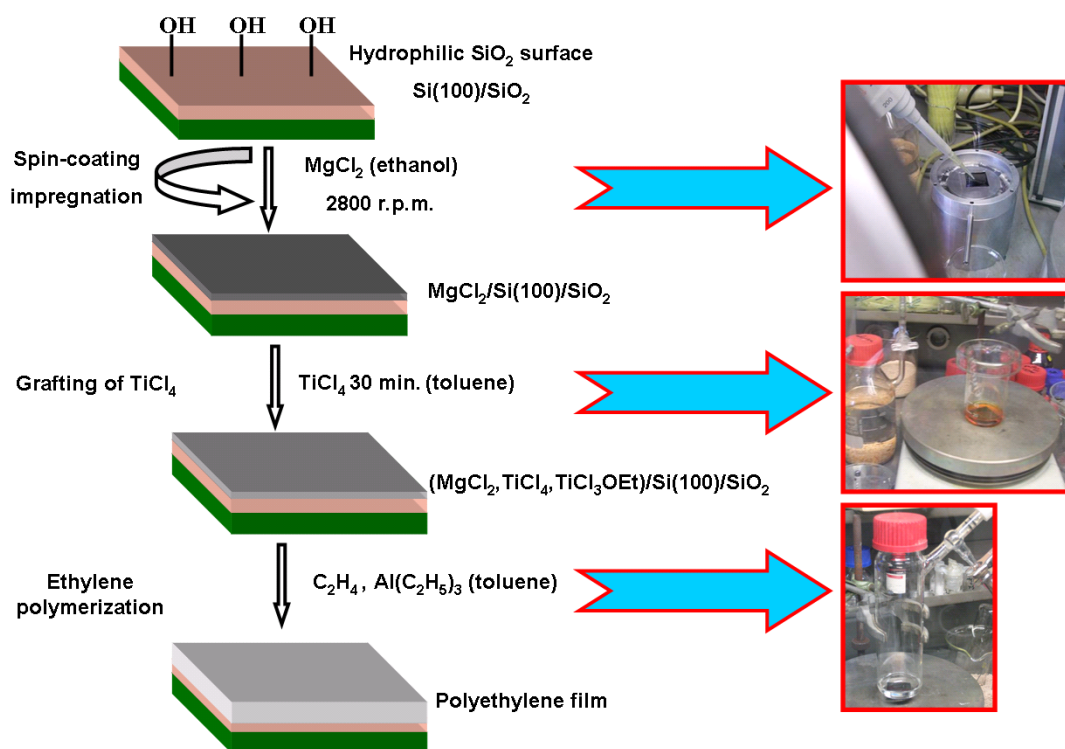 OH OH OH
Hydrophilic SiO₂ surface
Si(100)/SiO₂
Spin-coating
impregnation
MgCl₂ (ethanol)
2800 r.p.m.
MgCl₂/Si(100)/SiO₂
Grafting of TiCl₄
TiCl₄ 30 min. (toluene)
(MgCl₂,TiCl₄,TiCl₃OEt)/Si(100)/SiO₂
Ethylene
polymerization
C₂H₄ , Al(C₂H₅)₃ (toluene)
Polyethylene film
200